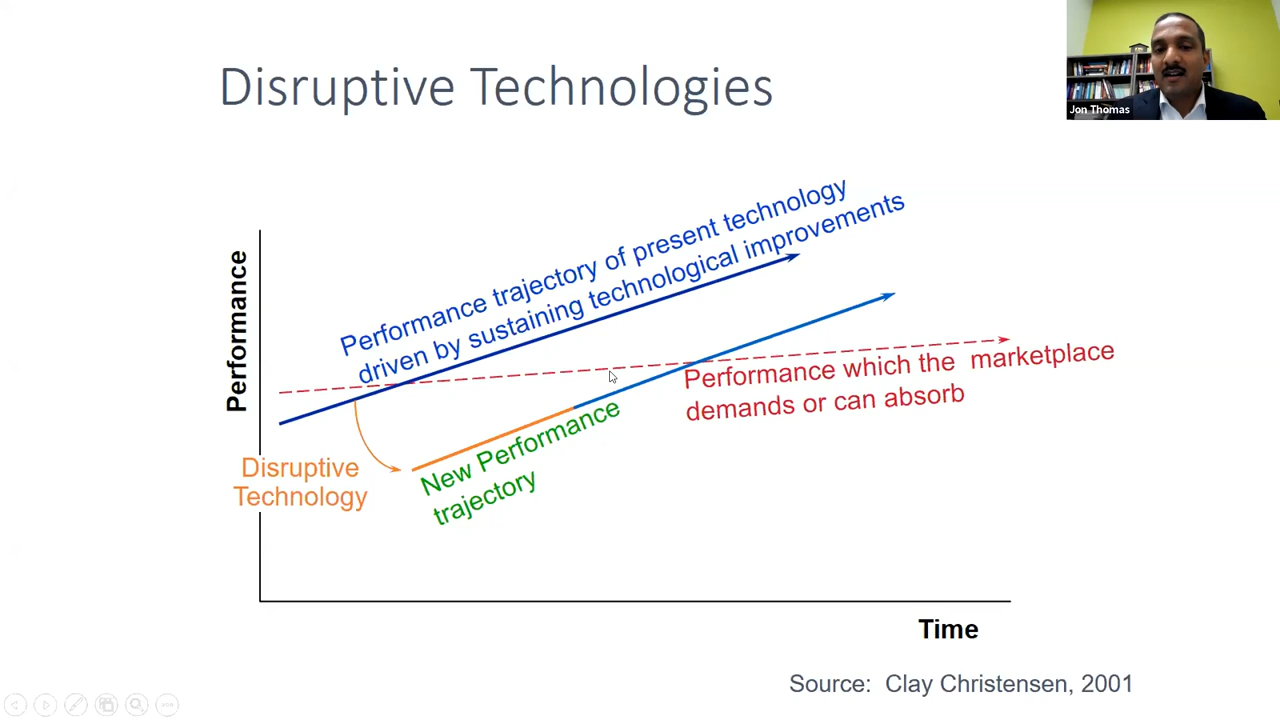 Disruptive Technologies
Jon Thomas
Performance trajectory of present technology
driven by sustaining technological improvements
Performance
Performance which the  marketplace
demands or can absorb
Disruptive
Technology
New Performance
trajectory
Time
Source:  Clay Christensen, 2001